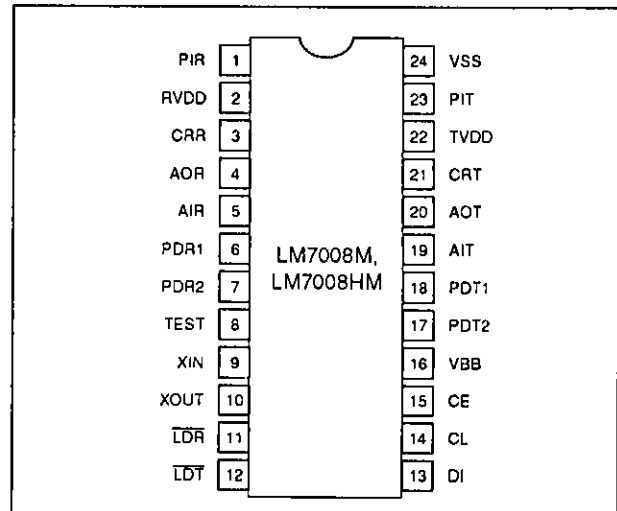 PIR 1 24 VSS
RVDD 2 23 PIT
CRR 3 22 TVDD
AOR 4 21 CRT
AIR 5 20 AOT
PDR1 6 19 AIT
LM7008M,
LM7008HM
PDR2 7 18 PDT1
TEST 8 17 PDT2
XIN 9 16 VBB
XOUT 10 15 CE
LDR 11 14 CL
LDT 12 13 DI